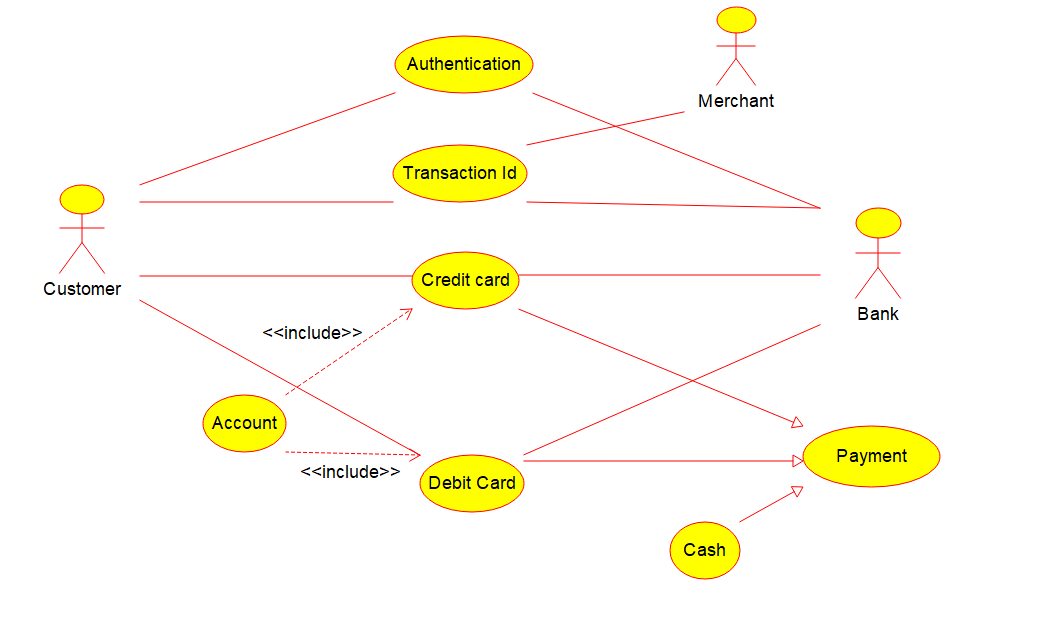 Authentication
Merchant
Transaction Id
Customer
Credit card
Bank
<<include>>
Account
Payment
<<include>>
Debit Card
Cash